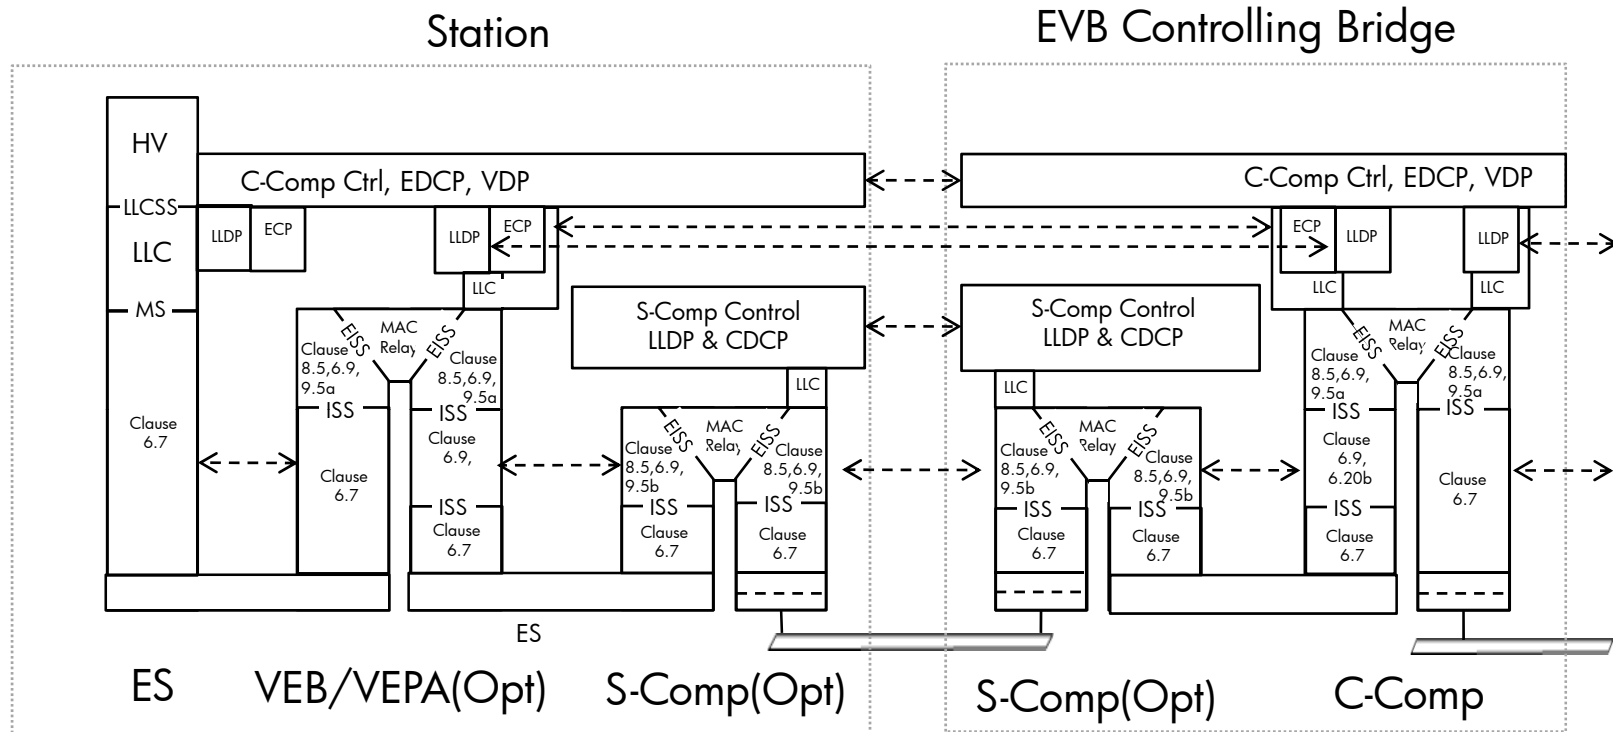 Station
EVB Controlling Bridge
HV
C-Comp Ctrl, EDCP, VDP
C-Comp Ctrl, EDCP, VDP
LLCSS
LLDP
ECP
LLDP
ECP
ECP
LLDP
LLDP
LLC
LLC
LLC
LLC
MS
S-Comp Control
LLDP & CDCP
S-Comp Control
LLDP & CDCP
EISS
MAC
Relay
EISS
Clause
8.5,6.9,
9.5a
Clause
8.5,6.9,
9.5a
EISS
MAC
Relay
EISS
Clause
8.5,6.9,
9.5a
Clause
8.5,6.9,
9.5a
LLC
LLC
ISS
ISS
ISS
ISS
Clause
6.7
Clause
6.7
Clause
6.9,
EISS
MAC
Relay
EISS
Clause
8.5,6.9,
9.5b
Clause
8.5,6.9,
9.5b
EISS
MAC
Relay
EISS
Clause
8.5,6.9,
9.5b
Clause
8.5,6.9,
9.5b
Clause
6.9,
6.20b
Clause
6.7
ISS
ISS
ISS
ISS
ISS
ISS
Clause
6.7
Clause
6.7
Clause
6.7
Clause
6.7
Clause
6.7
Clause
6.7
ES
ES
VEB/VEPA(Opt)
S-Comp(Opt)
S-Comp(Opt)
C-Comp